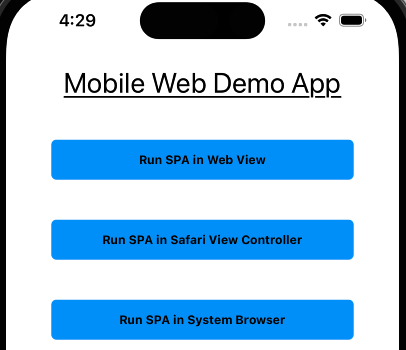 4:29
Mobile Web Demo App
Run SPA in Web View
Run SPA in Safari View Controller
Run SPA in System Browser